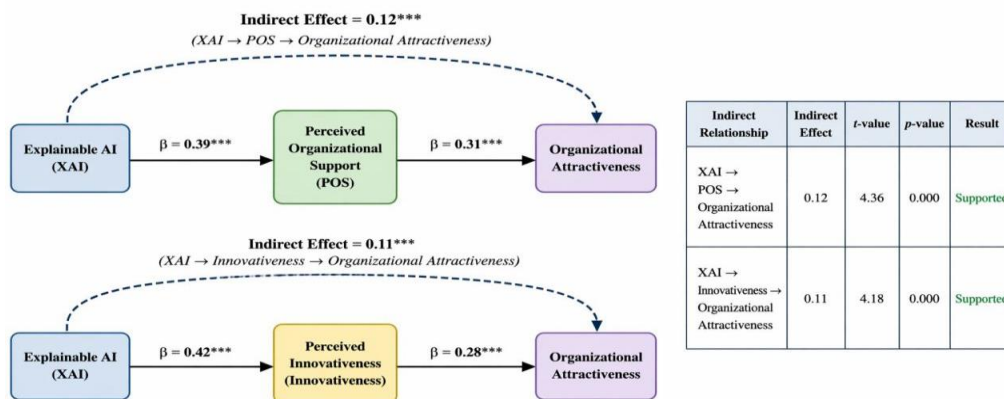 Indirect Effect = 0.12***
(XAI → POS → Organizational Attractiveness)
Explainable AI
(XAI)
β = 0.39***
Perceived
Organizational
Support
(POS)
β = 0.31***
Organizational
Attractiveness
Indirect Effect = 0.11***
(XAI → Innovativeness → Organizational Attractiveness)
Explainable AI
(XAI)
β = 0.42***
Perceived
Innovativeness
(Innovativeness)
β = 0.28***
Organizational
Attractiveness
Indirect
Relationship
Indirect
Effect
t-value
p-value
Result
XAI →
POS →
Organizational
Attractiveness
0.12
4.36
0.000
Supported
XAI →
Innovativeness →
Organizational
Attractiveness
0.11
4.18
0.000
Supported